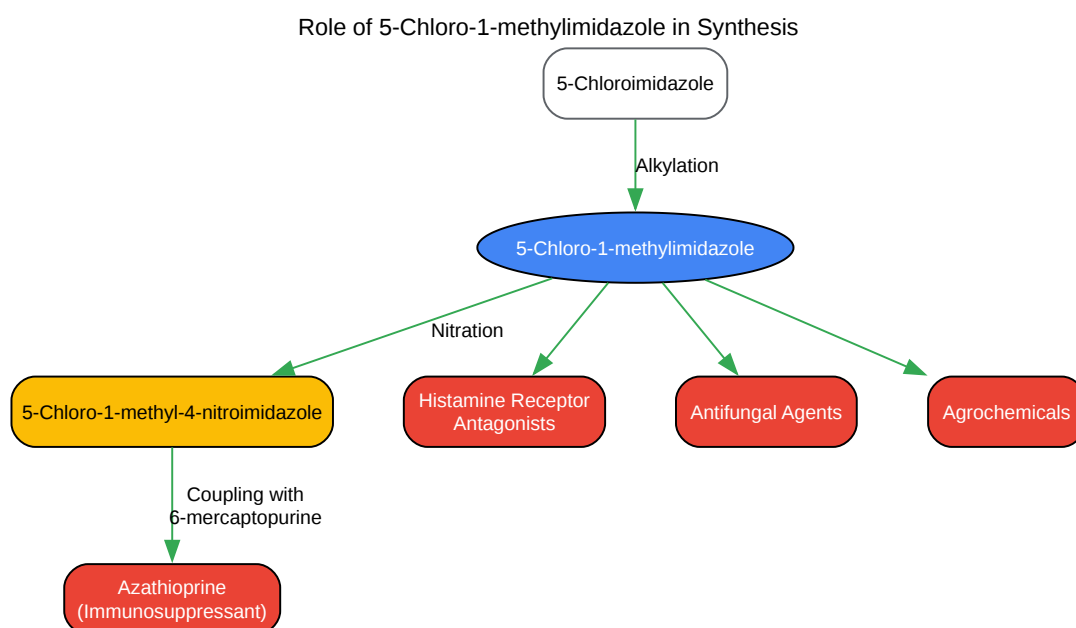 Role of 5-Chloro-1-methylimidazole in Synthesis
5-Chloroimidazole
Alkylation
5-Chloro-1-methylimidazole
Nitration
5-Chloro-1-methyl-4-nitroimidazole
Histamine Receptor
Antagonists
Antifungal Agents
Agrochemicals
Coupling with
6-mercaptopurine
Azathioprine
(Immunosuppressant)